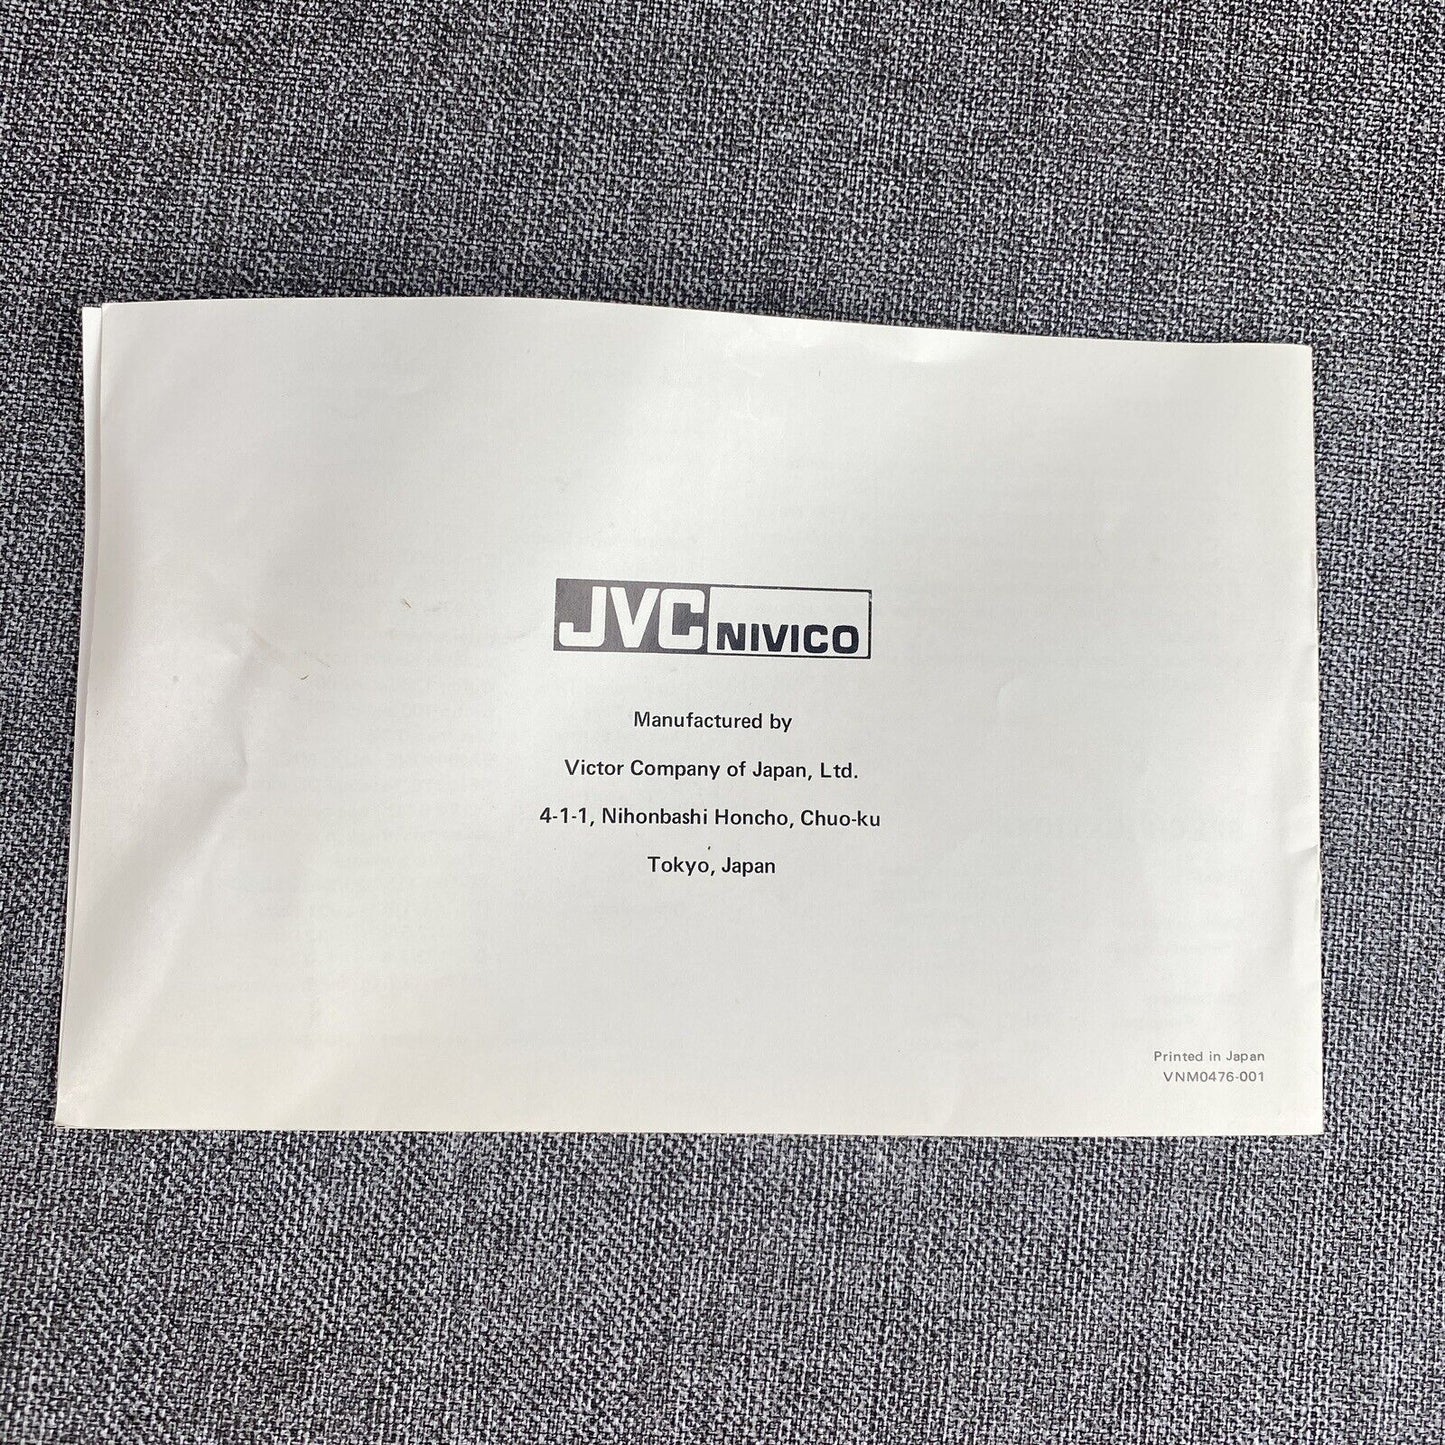 JVC NIVICO
Manufactured by
Victor Company of Japan, Ltd.
4-1-1, Nihonbashi Honcho, Chuo-ku
Tokyo, Japan
Printed in Japan
VNM0476-001